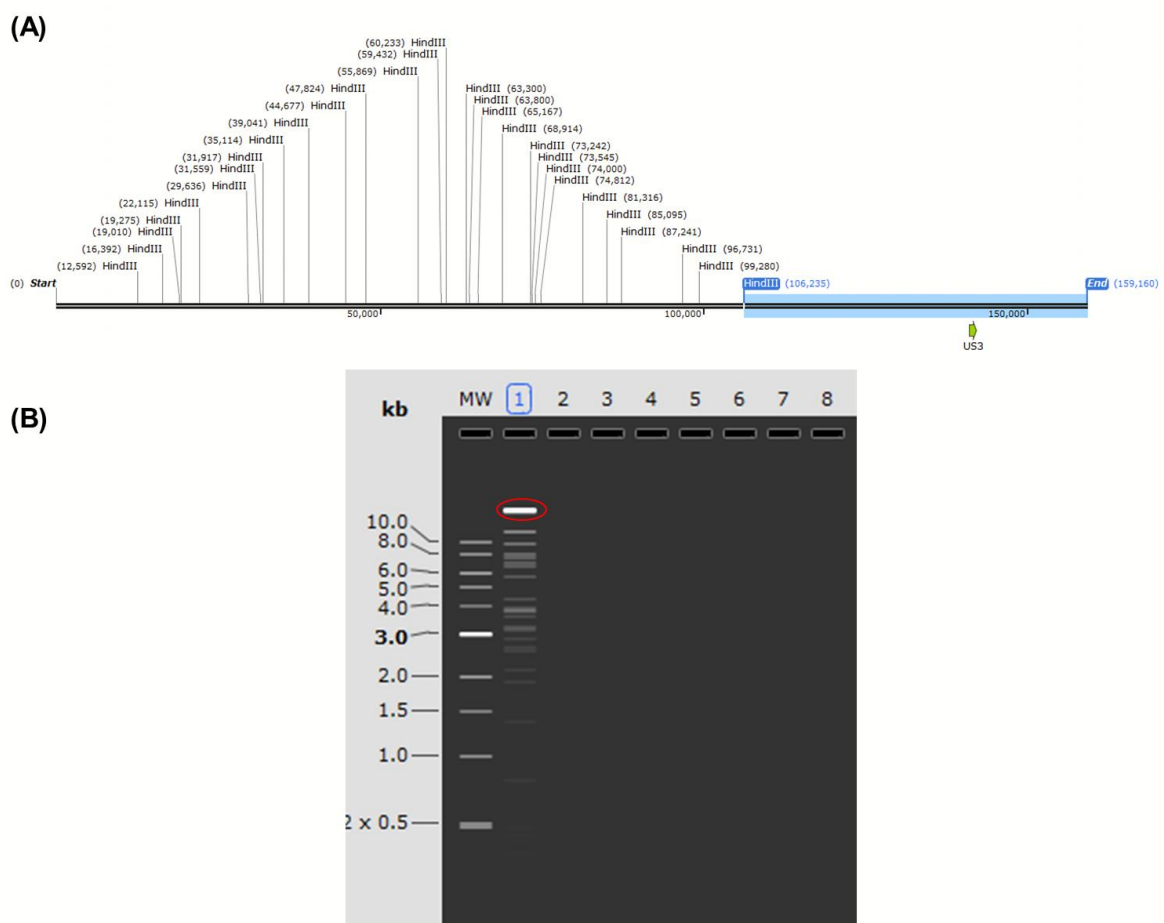 (A)
(60,233) HindIII
(59,432) HindIII
(55,869) HindIII
(47,824) HindIII
HindIII (63,300)
HindIII (63,800)
(44,677) HindIII
HindIII (65,167)
(39,041) HindIII
HindIII (68,914)
(35,114) HindIII
HindIII (73,242)
(31,917) HindIII
HindIII (73,545)
(31,559) HindIII
HindIII (74,000)
(29,636) HindIII
HindIII (74,812)
(22,115) HindIII
HindIII (81,316)
(19,275) HindIII
HindIII (85,095)
(19,010) HindIII
HindIII (87,241)
(16,392) HindIII
HindIII (96,731)
(12,592) HindIII
HindIII (99,280)
(0) Start
HindIII (106,235)
End (159,160)
50,000 100,000 150,000
US3
(B)
kb MW 1 2 3 4 5 6 7 8
10.0
8.0
6.0
5.0
4.0
3.0
2.0
1.5
1.0
2 x 0.5